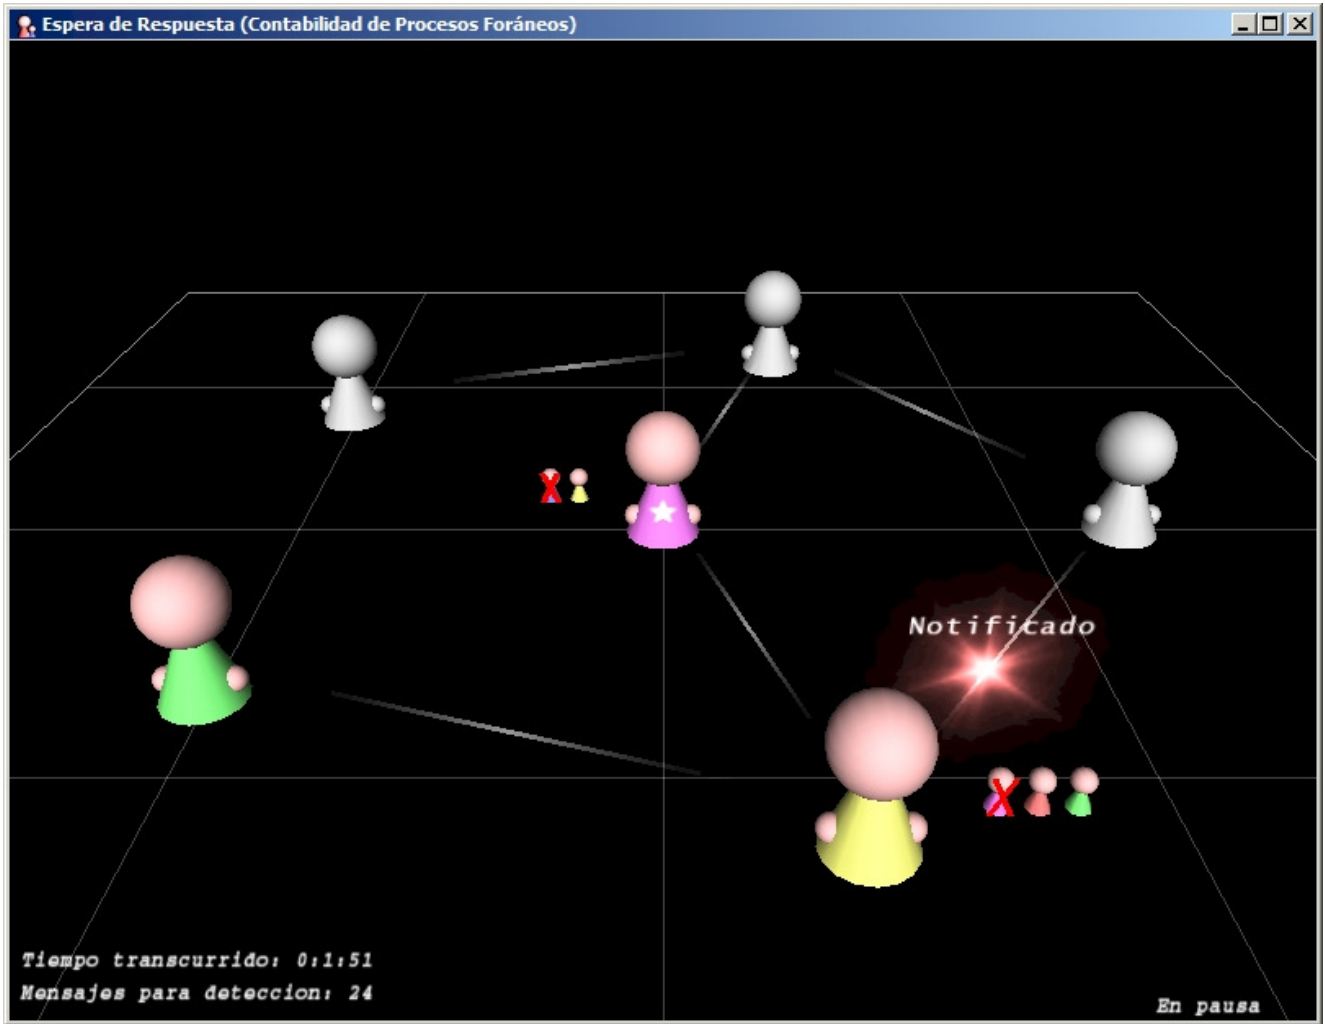 Espera de Respuesta (Contabilidad de Procesos Foráneos)
Notificado
Tiempo transcurrido: 0:1:51
Mensajes para deteccion: 24
En pausa